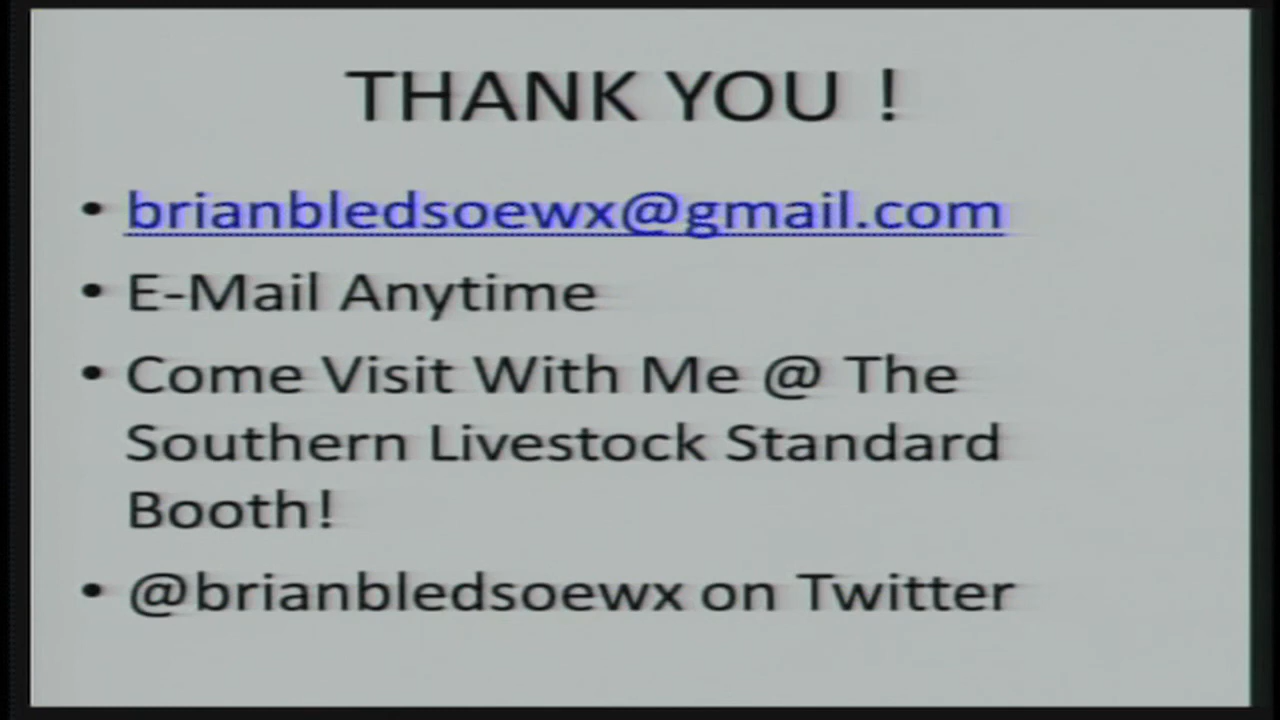 THANK YOU !
• brianbledsoewx@gmail.com
• E-Mail Anytime
• Come Visit With Me @ The
Southern Livestock Standard
Booth!
• @brianbledsoewx on Twitter